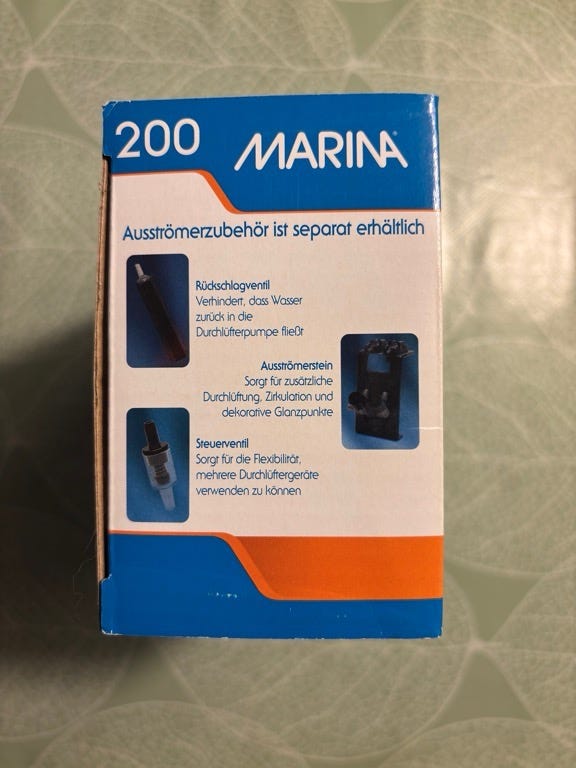 200 MARINA
Ausströmerzubehör ist separat erhältlich
Rückschlagventil
Verhindert, dass Wasser
zurück in die
Durchlüfterpumpe fließt
Ausströmerstein
Sorgt für zusätzliche
Durchlüftung, Zirkulation und
dekorative Glanzpunkte
Steuerventil
Sorgt für die Flexibilität,
mehrere Durchlüftergeräte
verwenden zu können